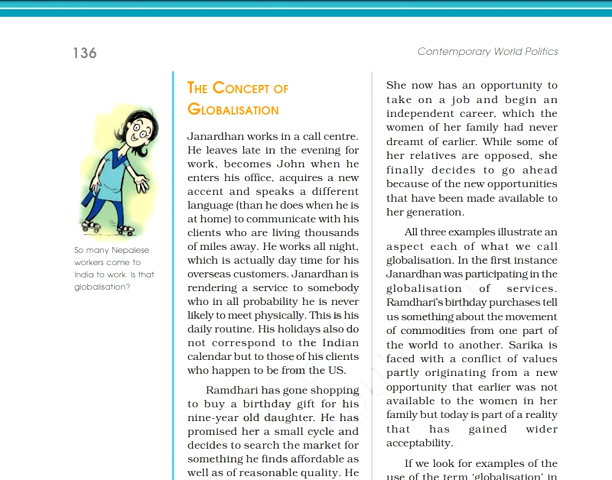 136
Contemporary World Politics
So many Nepalese
workers come to
India to work. Is that
globalisation?
THE CONCEPT OF
GLOBALISATION
Janardhan works in a call centre.
He leaves late in the evening for
work, becomes John when he
enters his office, acquires a new
accent and speaks a different
language (than he does when he is
at home) to communicate with his
clients who are living thousands
of miles away. He works all night,
which is actually day time for his
overseas customers. Janardhan is
rendering a service to somebody
who in all probability he is never
likely to meet physically. This is his
daily routine. His holidays also do
not correspond to the Indian
calendar but to those of his clients
who happen to be from the US.
Ramdhari has gone shopping
to buy a birthday gift for his
nine-year old daughter. He has
promised her a small cycle and
decides to search the market for
something he finds affordable as
well as of reasonable quality. He
She now has an opportunity to
take on a job and begin an
independent career, which the
women of her family had never
dreamt of earlier. While some of
her relatives are opposed, she
finally decides to go ahead
because of the new opportunities
that have been made available to
her generation.
All three examples illustrate an
aspect each of what we call
globalisation. In the first instance
Janardhan was participating in the
globalisation of services.
Ramdhari's birthday purchases tell
us something about the movement
of commodities from one part of
the world to another. Sarika is
faced with a conflict of values
partly originating from a new
opportunity that earlier was not
available to the women in her
family but today is part of a reality
that has gained wider
acceptability.
If we look for examples of the
use of the term 'globalisation' in